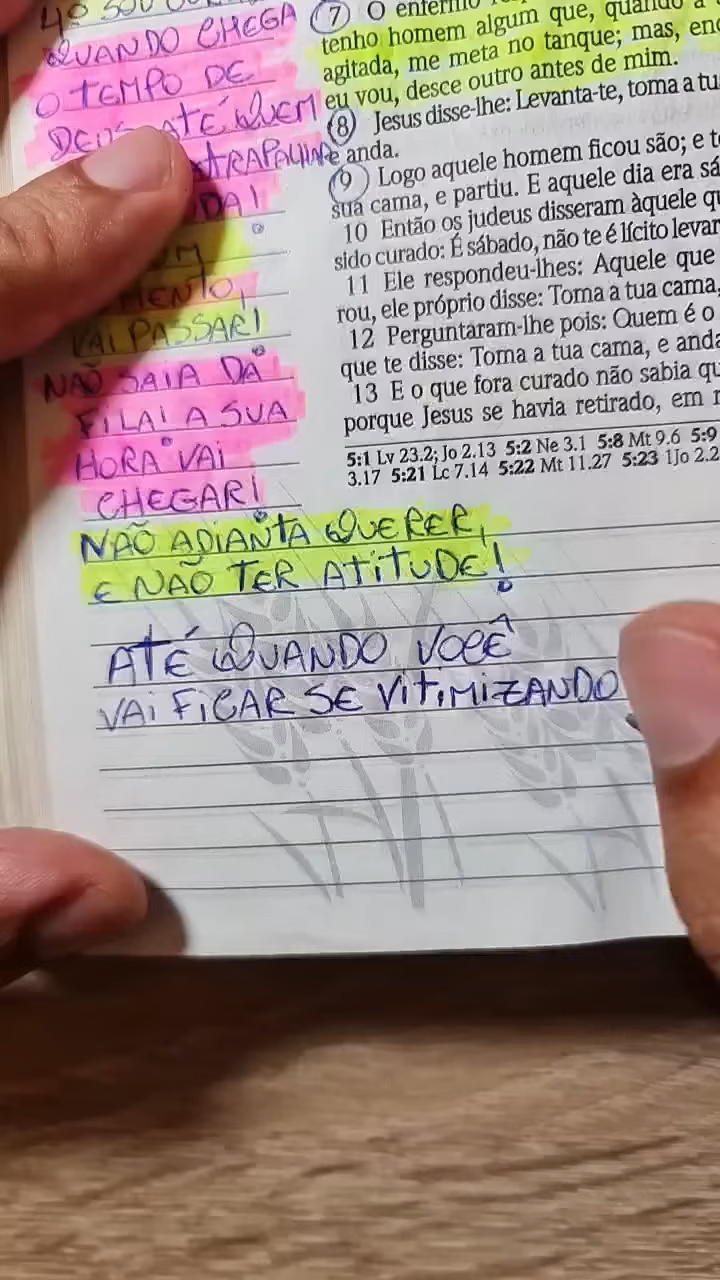 4º SOU
QUANDO CHEGA
O TEMPO DE
DEUS ATÉ QUEM
ATRAPALHA
MENTO,
VAI PASSAR!
NÃO SAIA DA
FILA! A SUA
HORA VAI
CHEGAR!
NÃO ADIANTA QUERER,
E NÃO TER ATITUDE!
ATÉ QUANDO VOCÊ
VAI FICAR SE VITIMIZANDO
7 O enfermo
tenho homem algum que, quando a
agitada, me meta no tanque; mas,
eu vou, desce outro antes de mim.
8 Jesus disse-lhe: Levanta-te, toma a
e anda.
9 Logo aquele homem ficou são; e
sua cama, e partiu. E aquele dia era
10 Então os judeus disseram àquele
sido curado: É sábado, não te é lícito
11 Ele respondeu-lhes: Aquele que
rou, ele próprio disse: Toma a tua cama,
12 Perguntaram-lhe pois: Quem é o
que te disse: Toma a tua cama, e
13 E o que fora curado não sabia
porque Jesus se havia retirado, em
5:1 Lv 23.2; Jo 2.13 5:2 Ne 3.1 5:8 Mt 9.6 5:9
3.17 5:21 Lc 7.14 5:22 Mt 11.27 5:23 1Jo 2.2